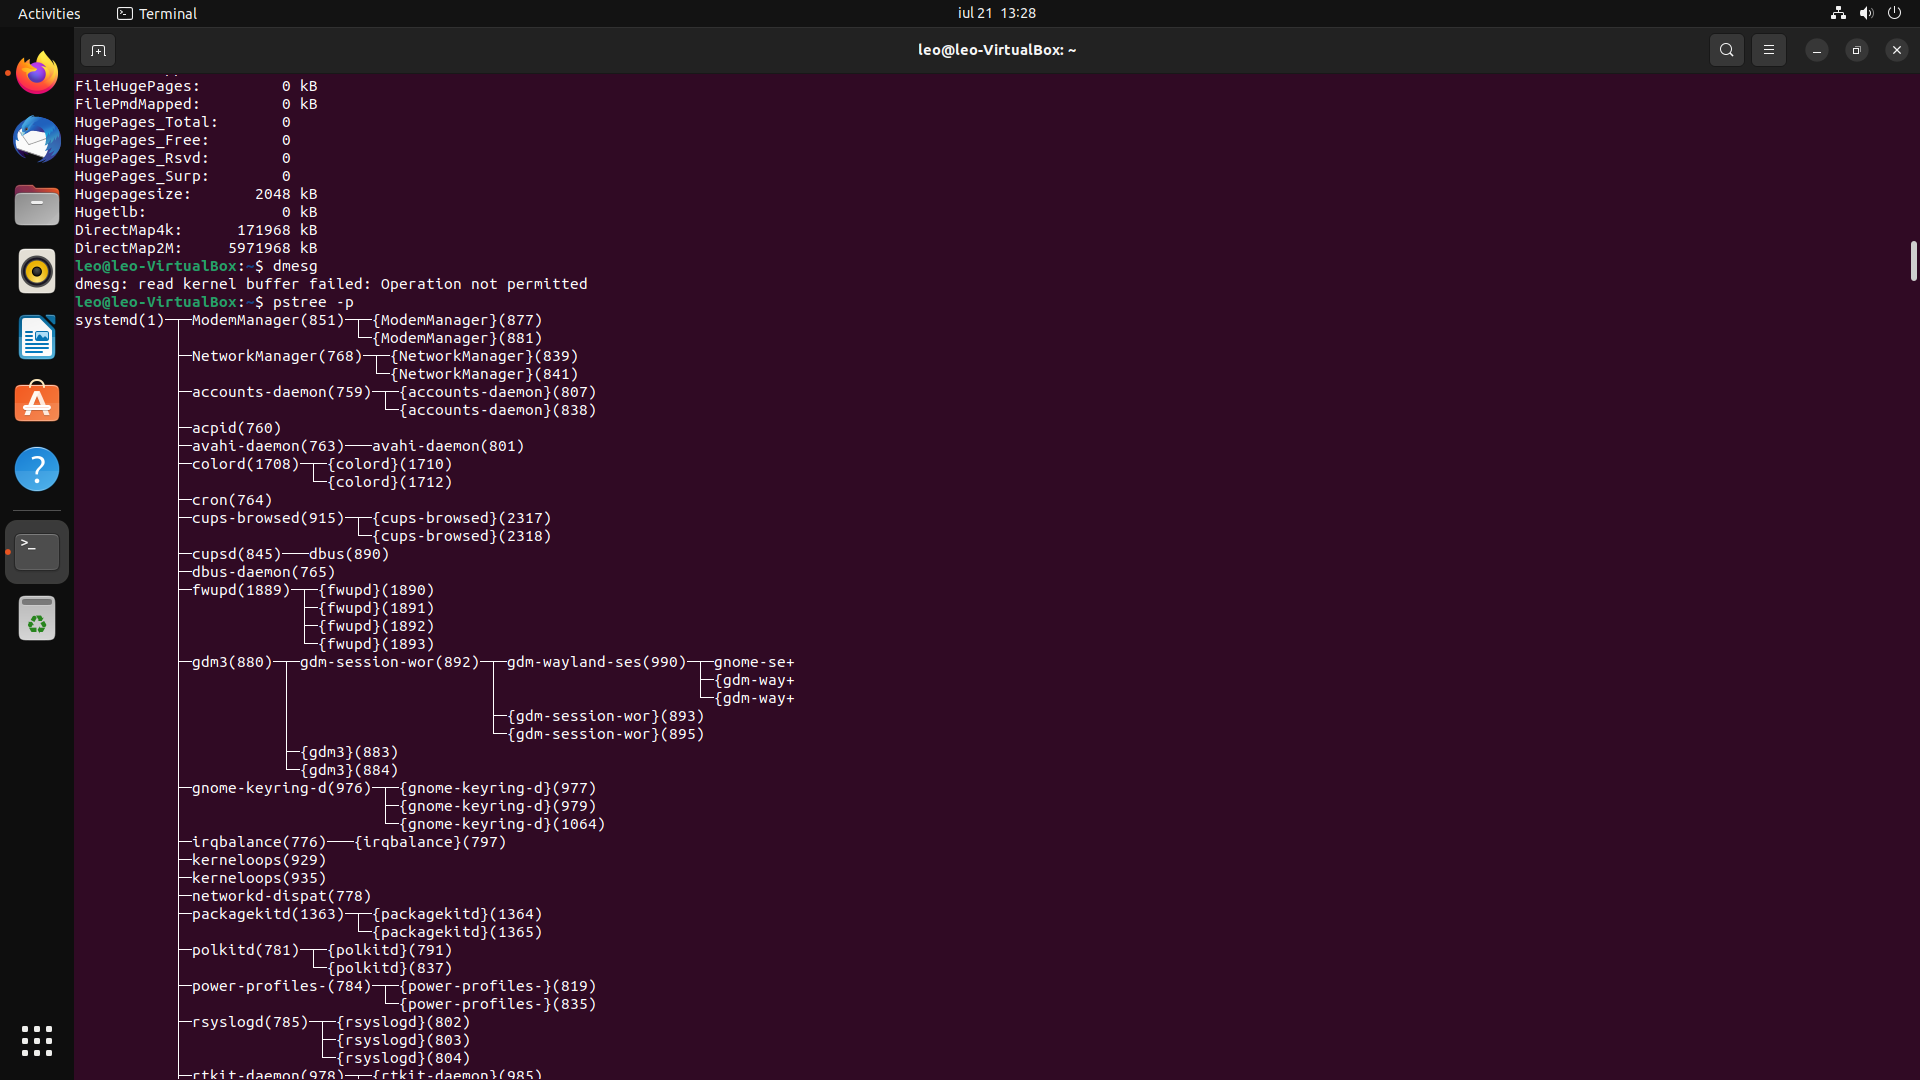 Activities
Terminal
iul 21 13:28
leo@leo-VirtualBox: ~
FileHugePages:         0 kB
FilePmdMapped:         0 kB
HugePages_Total:       0
HugePages_Free:        0
HugePages_Rsvd:        0
HugePages_Surp:        0
Hugepagesize:       2048 kB
Hugetlb:               0 kB
DirectMap4k:      171968 kB
DirectMap2M:     5971968 kB
leo@leo-VirtualBox:~$ dmesg
dmesg: read kernel buffer failed: Operation not permitted
leo@leo-VirtualBox:~$ pstree -p
systemd(1)─┬─ModemManager(851)─┬─{ModemManager}(877)
           │                   └─{ModemManager}(881)
           ├─NetworkManager(768)─┬─{NetworkManager}(839)
           │                     └─{NetworkManager}(841)
           ├─accounts-daemon(759)─┬─{accounts-daemon}(807)
           │                      └─{accounts-daemon}(838)
           ├─acpid(760)
           ├─avahi-daemon(763)───avahi-daemon(801)
           ├─colord(1708)─┬─{colord}(1710)
           │              └─{colord}(1712)
           ├─cron(764)
           ├─cups-browsed(915)─┬─{cups-browsed}(2317)
           │                   └─{cups-browsed}(2318)
           ├─cupsd(845)───dbus(890)
           ├─dbus-daemon(765)
           ├─fwupd(1889)─┬─{fwupd}(1890)
           │             ├─{fwupd}(1891)
           │             ├─{fwupd}(1892)
           │             └─{fwupd}(1893)
           ├─gdm3(880)─┬─gdm-session-wor(892)─┬─gdm-wayland-ses(990)─┬─gnome-se+
           │           │                      │                      ├─{gdm-way+
           │           │                      │                      └─{gdm-way+
           │           │                      ├─{gdm-session-wor}(893)
           │           │                      └─{gdm-session-wor}(895)
           │           ├─{gdm3}(883)
           │           └─{gdm3}(884)
           ├─gnome-keyring-d(976)─┬─{gnome-keyring-d}(977)
           │                      ├─{gnome-keyring-d}(979)
           │                      └─{gnome-keyring-d}(1064)
           ├─irqbalance(776)───{irqbalance}(797)
           ├─kerneloops(929)
           ├─kerneloops(935)
           ├─networkd-dispat(778)
           ├─packagekitd(1363)─┬─{packagekitd}(1364)
           │                   └─{packagekitd}(1365)
           ├─polkitd(781)─┬─{polkitd}(791)
           │              └─{polkitd}(837)
           ├─power-profiles-(784)─┬─{power-profiles-}(819)
           │                      └─{power-profiles-}(835)
           ├─rsyslogd(785)─┬─{rsyslogd}(802)
           │               ├─{rsyslogd}(803)
           │               └─{rsyslogd}(804)
           ├─rtkit-daemon(978)─┬─{rtkit-daemon}(985)